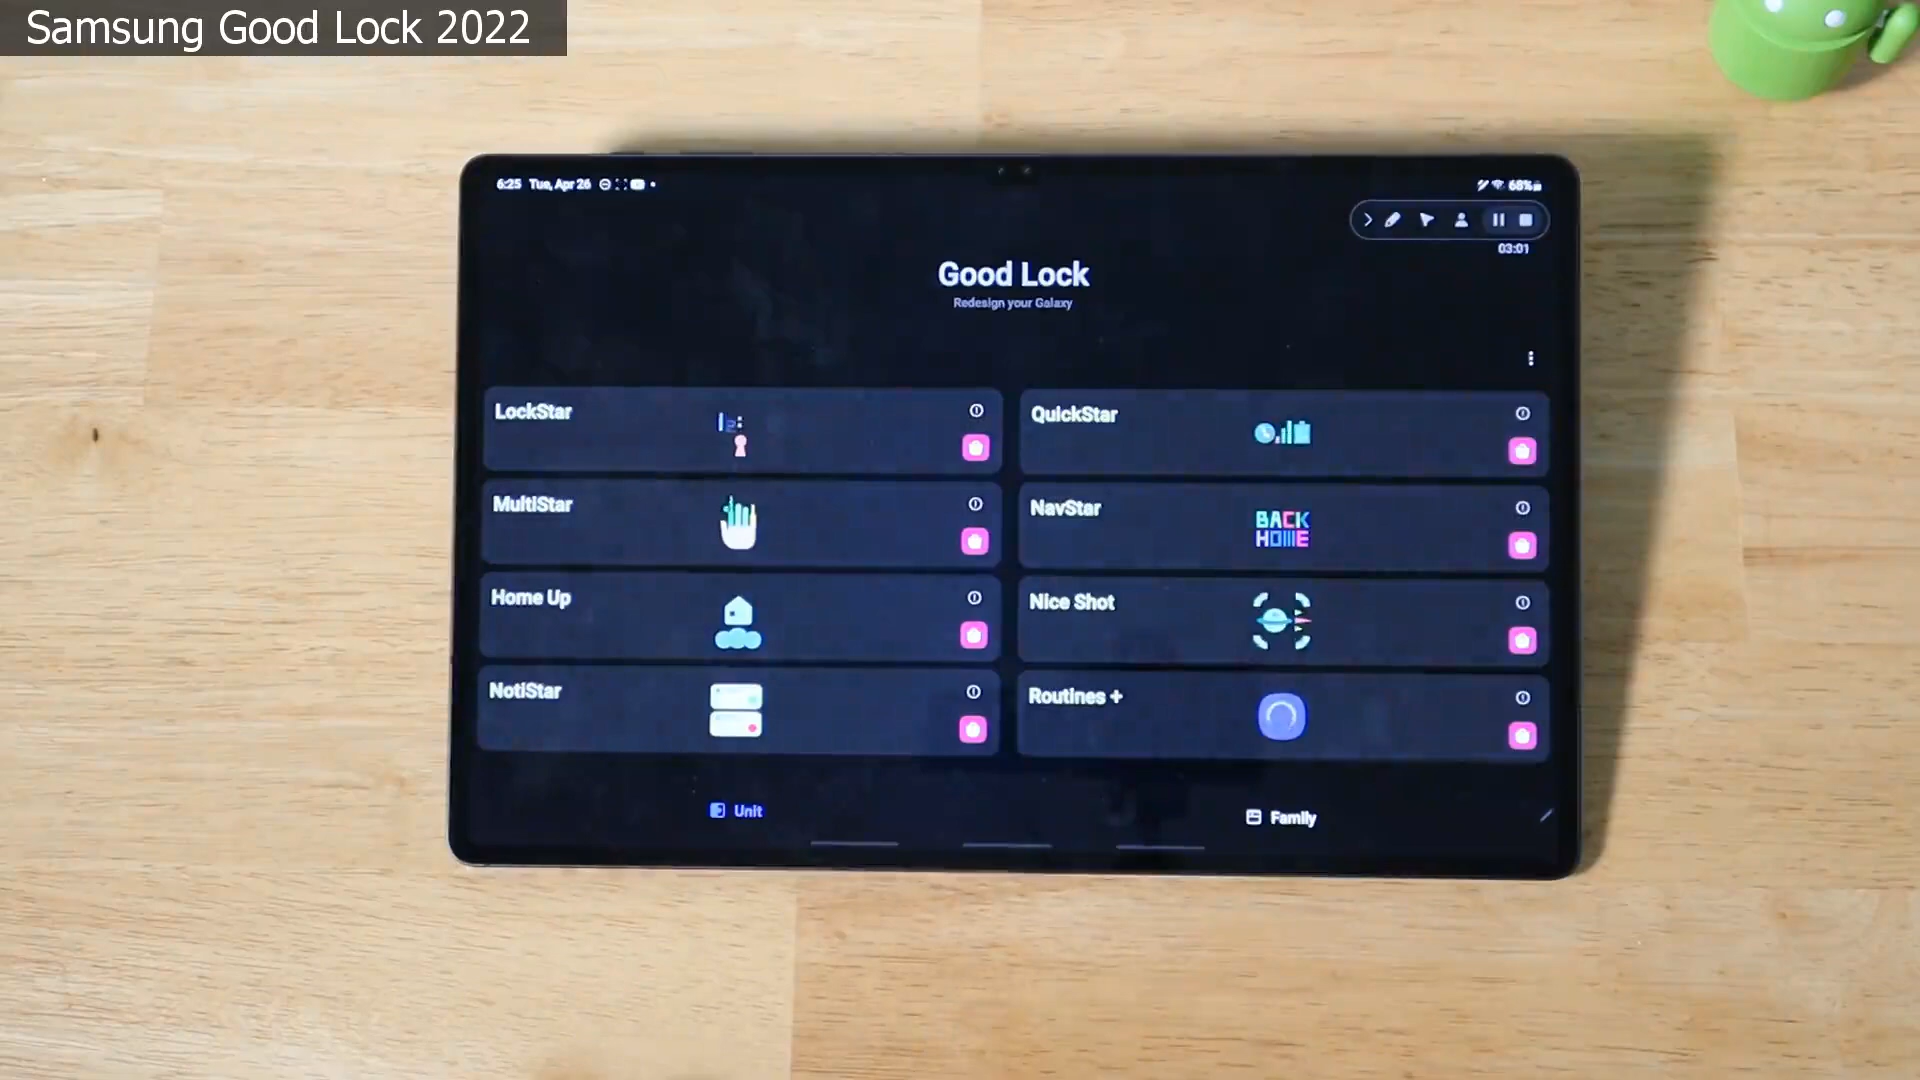 Samsung Good Lock 2022
6:25 Tue, Apr 26
68%
03:01
Good Lock
Redesign your Galaxy
LockStar
QuickStar
MultiStar
NavStar
BACK
HOME
Home Up
Nice Shot
NotiStar
Routines +
Unit
Family